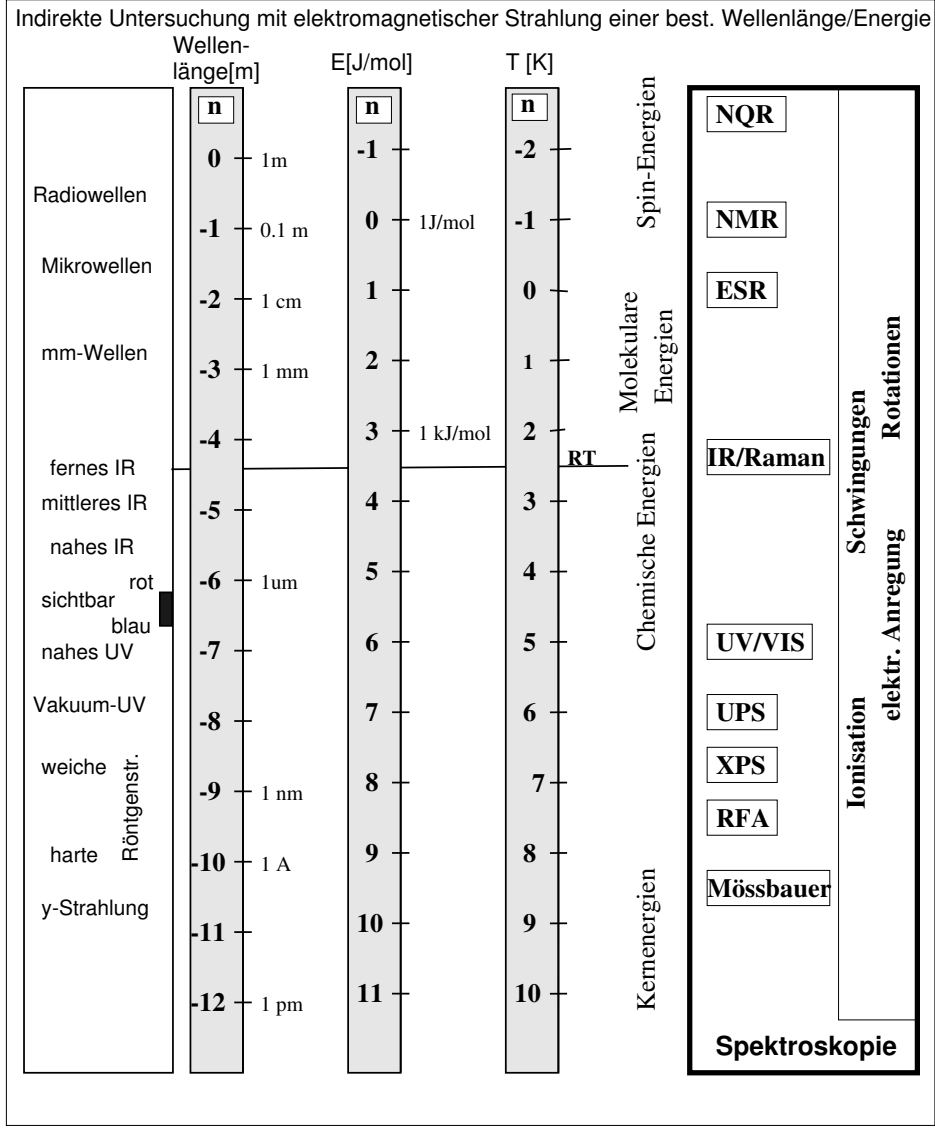 Indirekte Untersuchung mit elektromagnetischer Strahlung einer best. Wellenlänge/Energie
Wellen-
länge[m]
E[J/mol]
T [K]
Radiowellen
Mikrowellen
mm-Wellen
fernes IR
mittleres IR
nahes IR
rot
sichtbar
blau
nahes UV
Vakuum-UV
weiche
Röntgenstr.
harte
y-Strahlung
n
0 1m
-1 0.1 m
-2 1 cm
-3 1 mm
-4
-5
-6 1um
-7
-8
-9 1 nm
-10 1 A
-11
-12 1 pm
n
-1
0 1J/mol
1
2
3 1 kJ/mol
4
5
6
7
8
9
10
11
n
-2
-1
0
1
2
RT
3
4
5
6
7
8
9
10
Spin-Energien
Molekulare
Energien
Chemische Energien
Kernenergien
NQR
NMR
ESR
IR/Raman
UV/VIS
UPS
XPS
RFA
Mössbauer
Rotationen
Schwingungen
elektr. Anregung
Ionisation
Spektroskopie